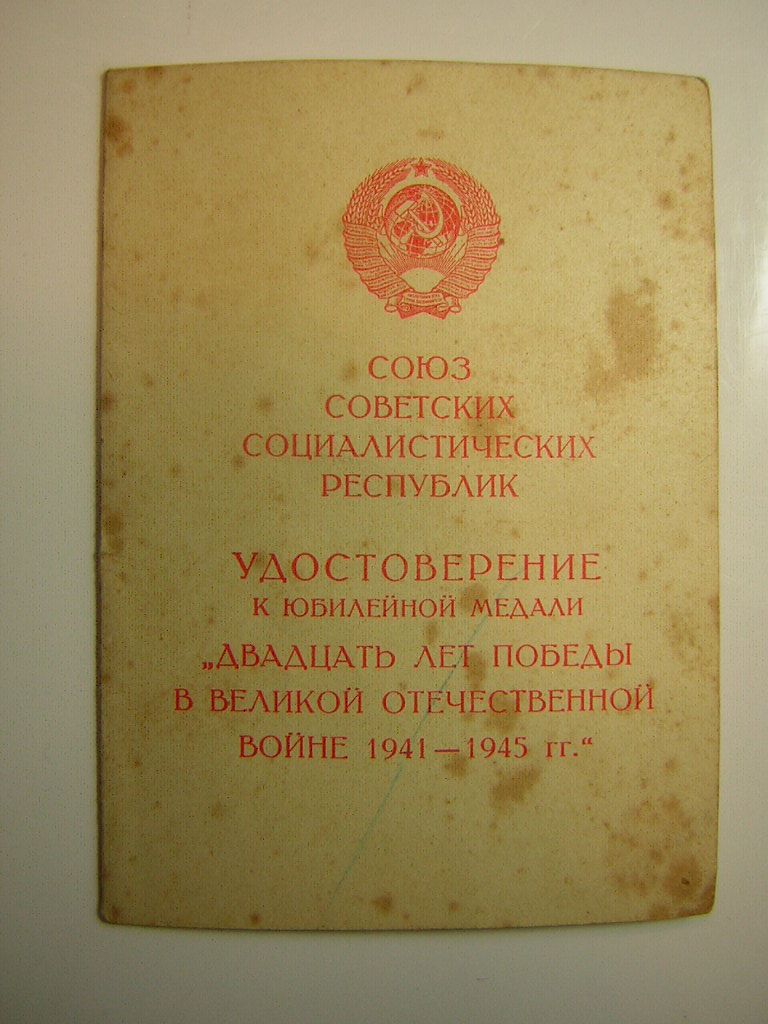 СОЮЗ
СОВЕТСКИХ
СОЦИАЛИСТИЧЕСКИХ
РЕСПУБЛИК
УДОСТОВЕРЕНИЕ
К ЮБИЛЕЙНОЙ МЕДАЛИ
„ДВАДЦАТЬ ЛЕТ ПОБЕДЫ
В ВЕЛИКОЙ ОТЕЧЕСТВЕННОЙ
ВОЙНЕ 1941—1945 гг.“